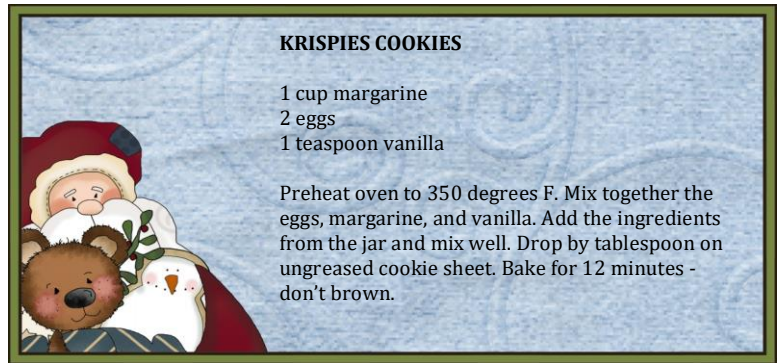 KRISPIES COOKIES
1 cup margarine
2 eggs
1 teaspoon vanilla
Preheat oven to 350 degrees F. Mix together the
eggs, margarine, and vanilla. Add the ingredients
from the jar and mix well. Drop by tablespoon on
ungreased cookie sheet. Bake for 12 minutes -
don’t brown.